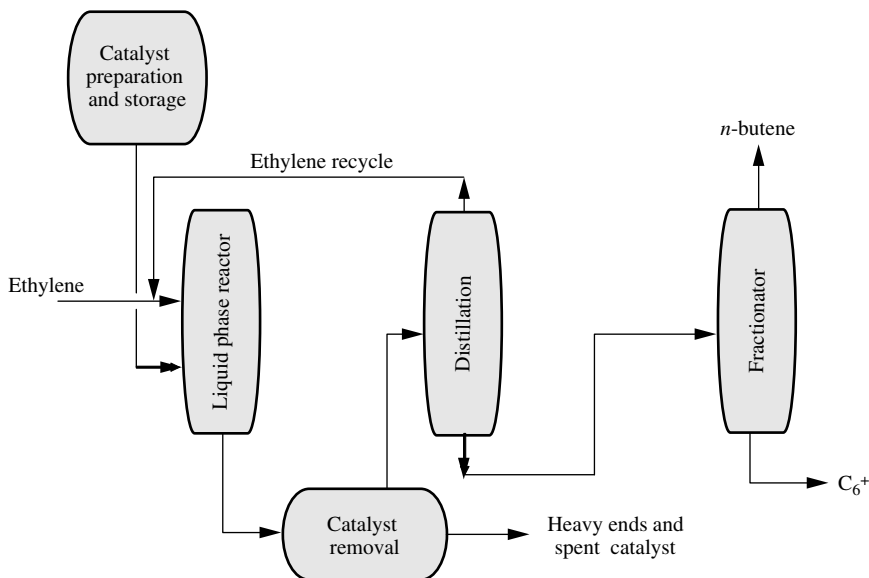 Catalyst
preparation
and storage
n-butene
Ethylene recycle
Ethylene
Liquid phase reactor
Distillation
Fractionator
C₆⁺
Catalyst
removal
Heavy ends and
spent catalyst